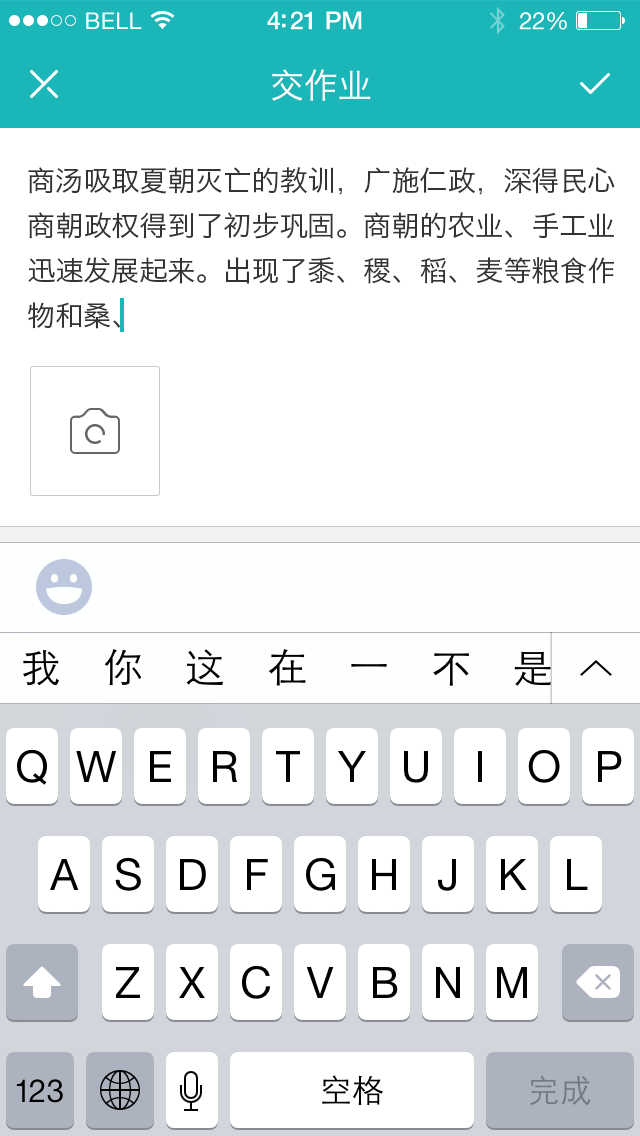 BELL 4:21 PM 22%
交作业
商汤吸取夏朝灭亡的教训，广施仁政，深得民心
商朝政权得到了初步巩固。商朝的农业、手工业
迅速发展起来。出现了黍、稷、稻、麦等粮食作
物和桑、
我 你 这 在 一 不 是
Q W E R T Y U I O P
A S D F G H J K L
Z X C V B N M
123 空格 完成